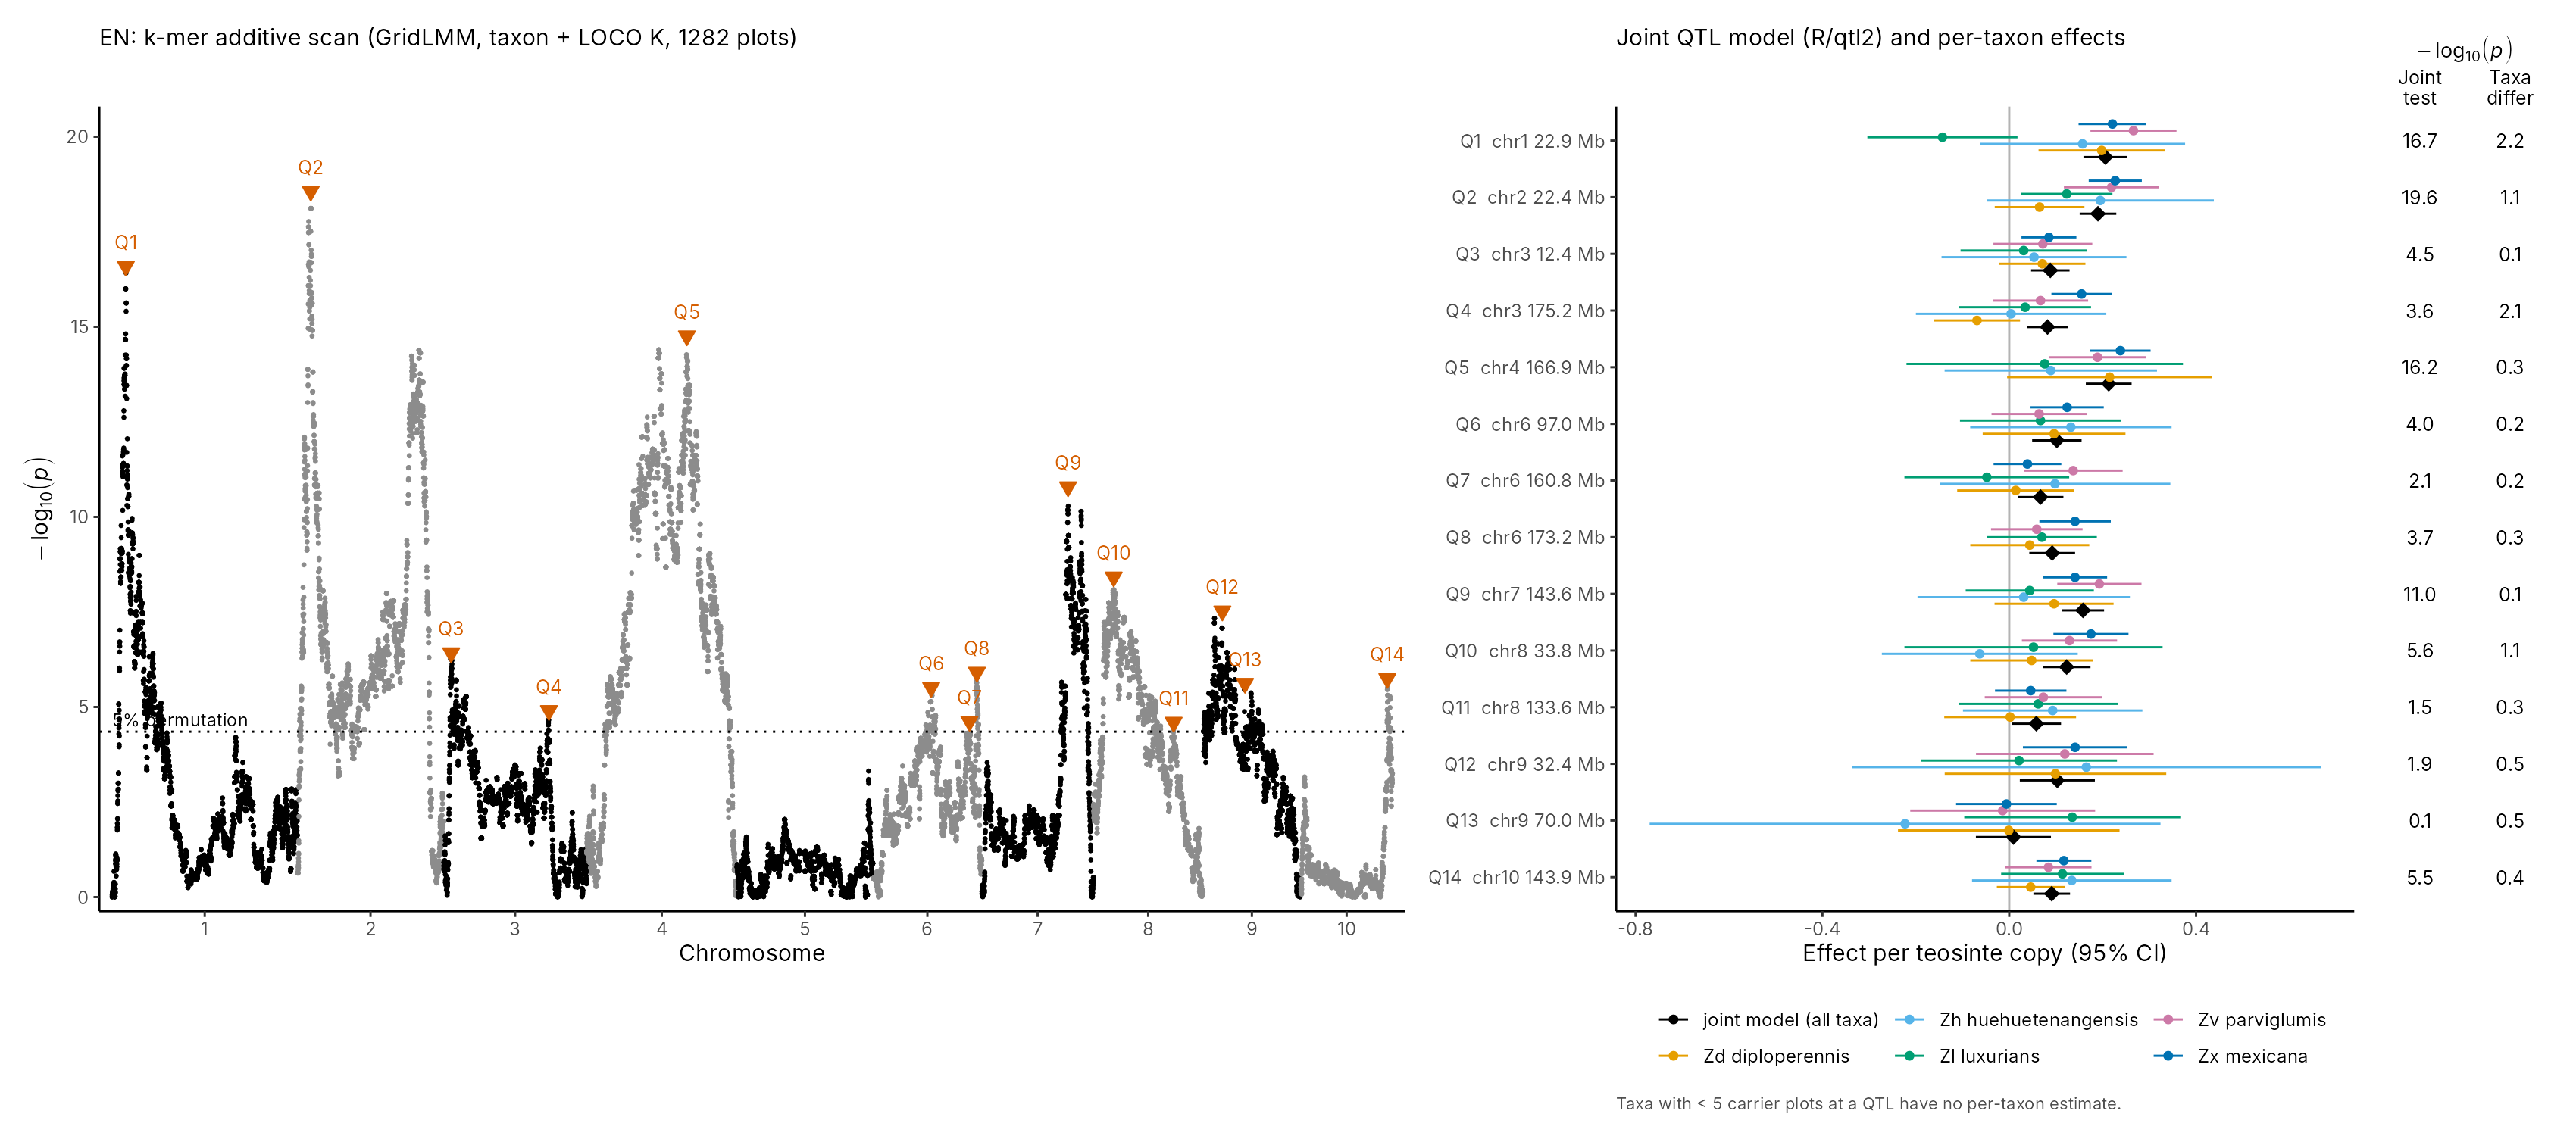 EN: k-mer additive scan (GridLMM, taxon + LOCO K, 1282 plots)
− log10(p)
20
15
10
5
0
5% permutation
Q1
Q2
Q3
Q4
Q5
Q6
Q7
Q8
Q9
Q10
Q11
Q12
Q13
Q14
1 2 3 4 5 6 7 8 9 10
Chromosome
Joint QTL model (R/qtl2) and per-taxon effects
− log10(p)
Joint test Taxa differ
Q1 chr1 22.9 Mb 16.7 2.2
Q2 chr2 22.4 Mb 19.6 1.1
Q3 chr3 12.4 Mb 4.5 0.1
Q4 chr3 175.2 Mb 3.6 2.1
Q5 chr4 166.9 Mb 16.2 0.3
Q6 chr6 97.0 Mb 4.0 0.2
Q7 chr6 160.8 Mb 2.1 0.2
Q8 chr6 173.2 Mb 3.7 0.3
Q9 chr7 143.6 Mb 11.0 0.1
Q10 chr8 33.8 Mb 5.6 1.1
Q11 chr8 133.6 Mb 1.5 0.3
Q12 chr9 32.4 Mb 1.9 0.5
Q13 chr9 70.0 Mb 0.1 0.5
Q14 chr10 143.9 Mb 5.5 0.4
-0.8 -0.4 0.0 0.4
Effect per teosinte copy (95% CI)
joint model (all taxa) Zh huehuetenangensis Zv parviglumis
Zd diploperennis Zl luxurians Zx mexicana
Taxa with < 5 carrier plots at a QTL have no per-taxon estimate.